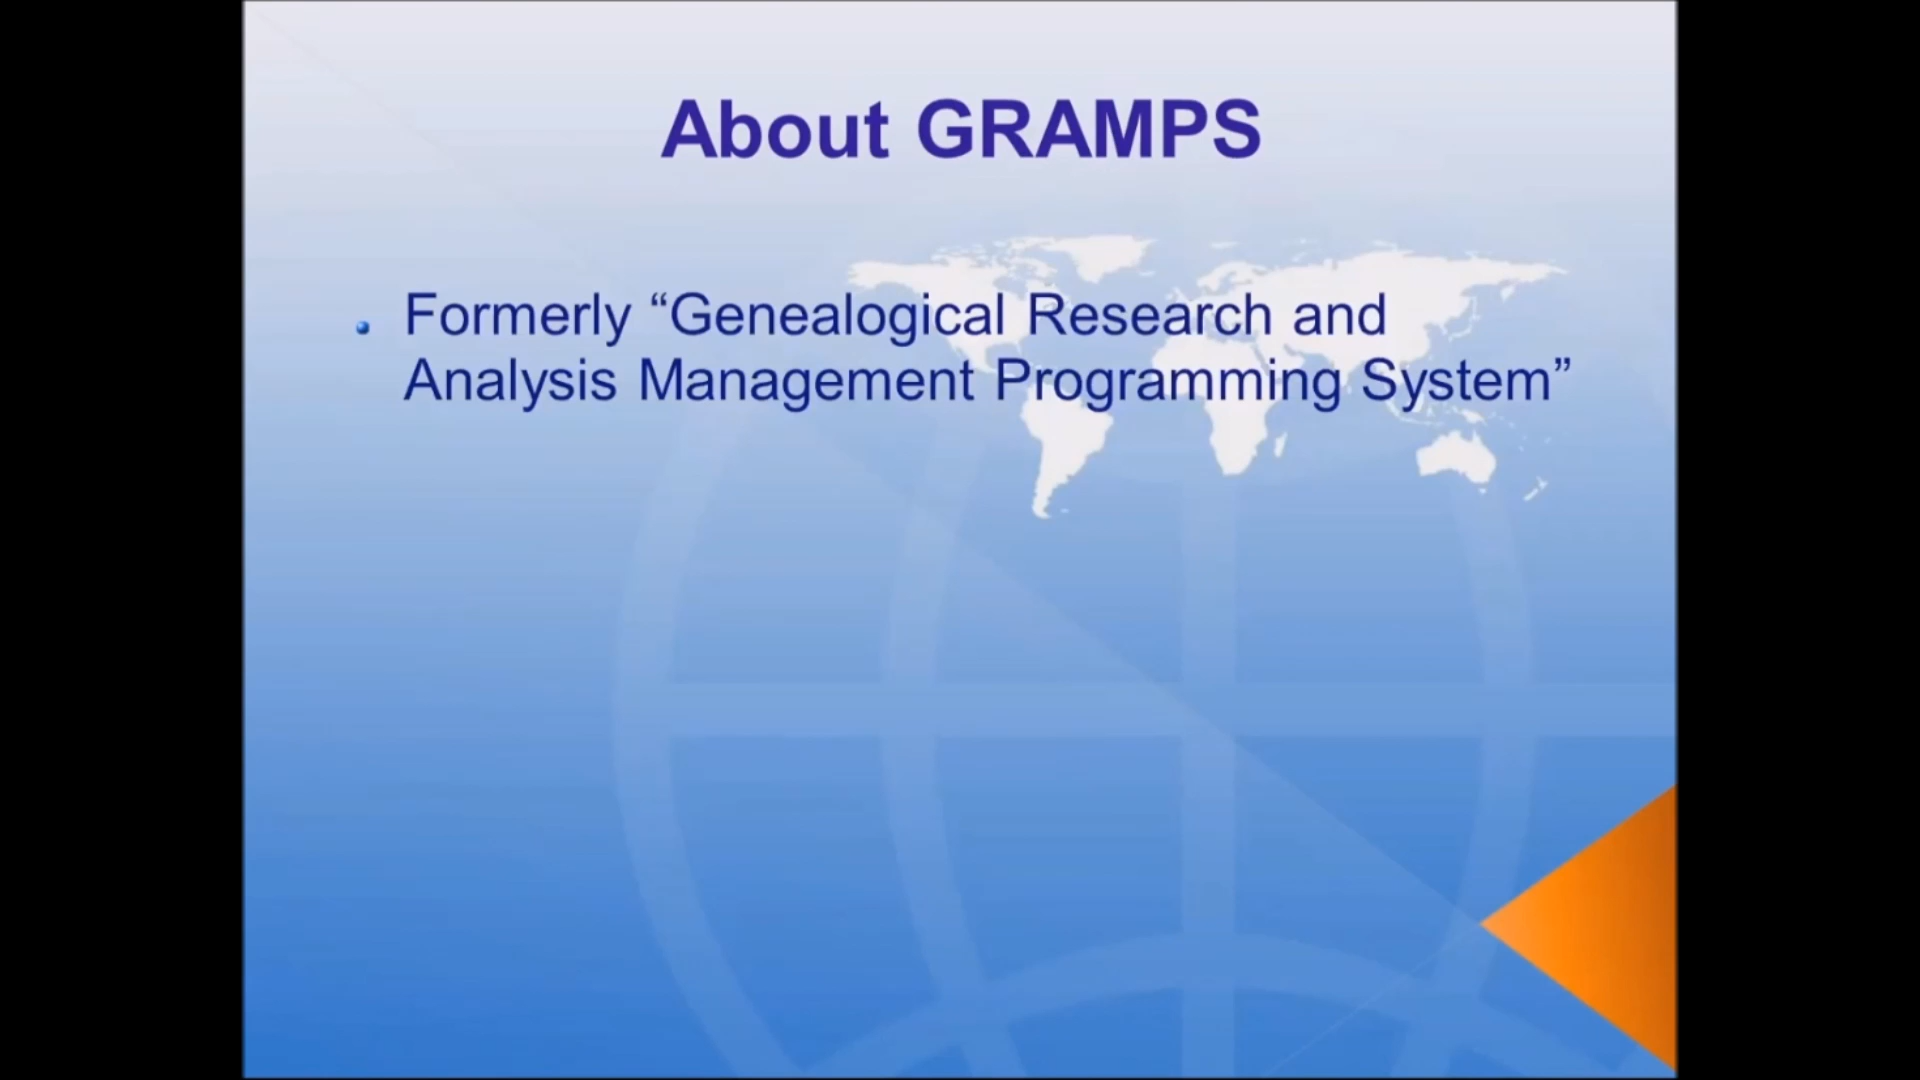 About GRAMPS
Formerly “Genealogical Research and
Analysis Management Programming System”